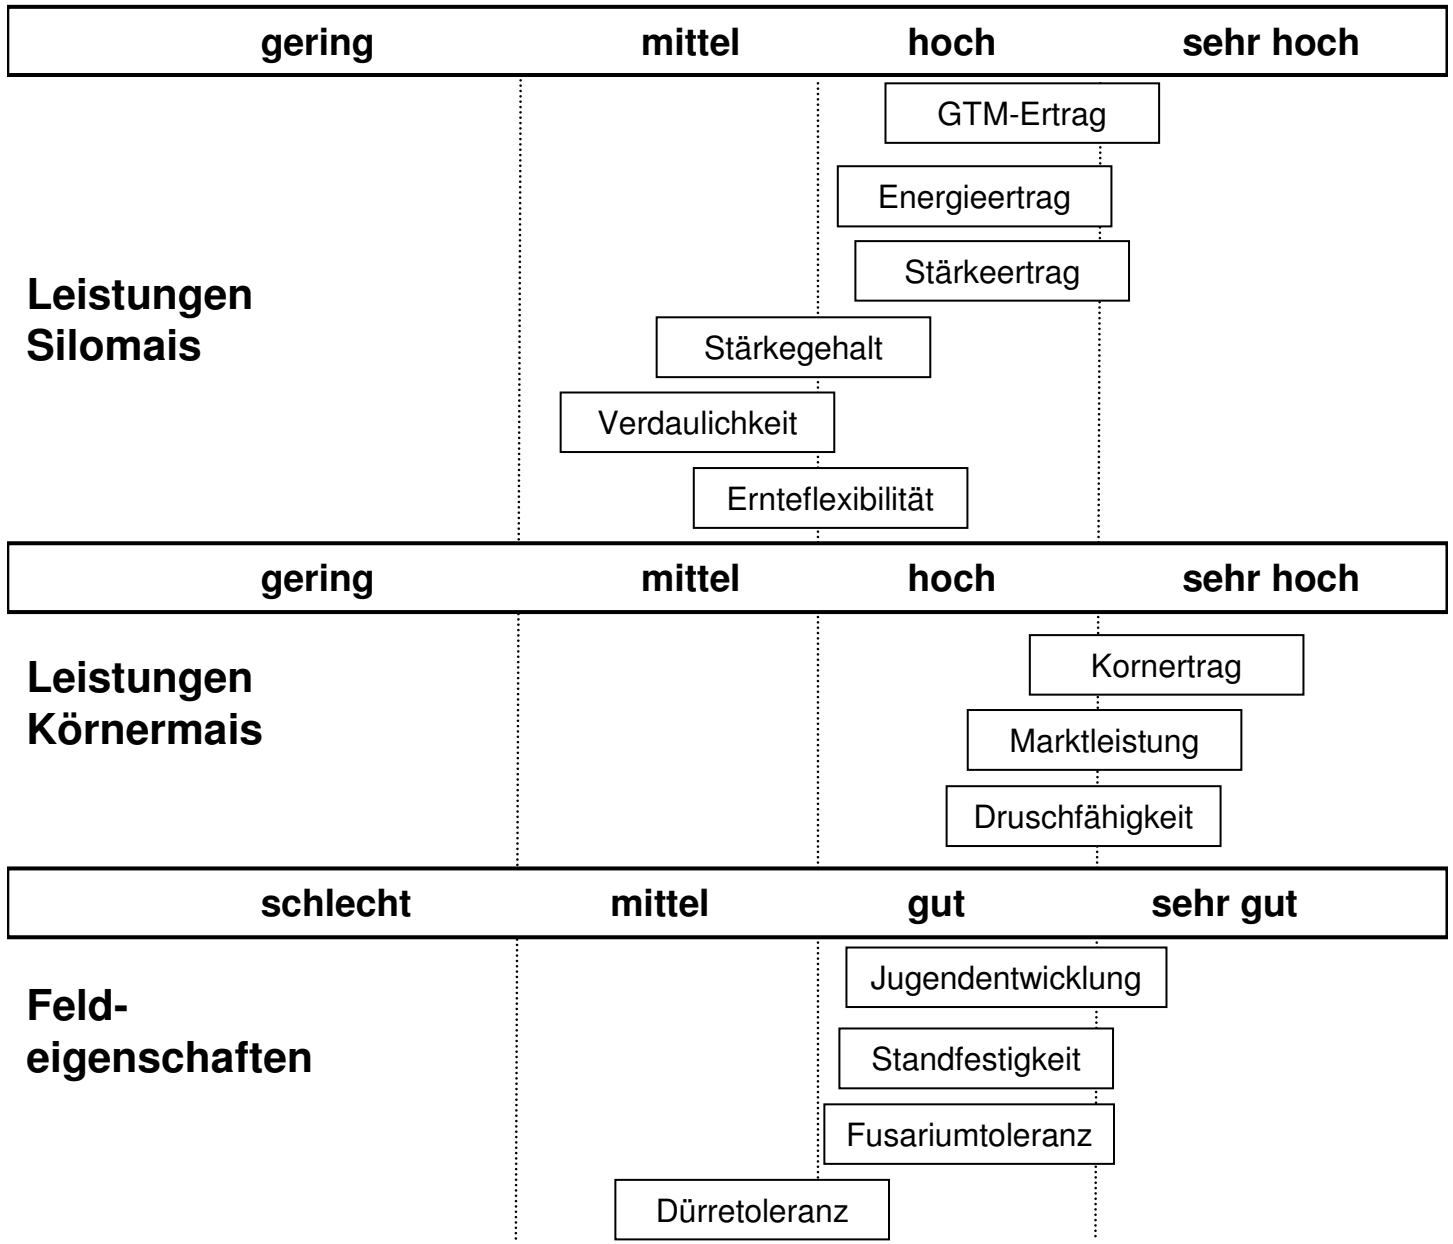 gering mittel hoch sehr hoch
GTM-Ertrag
Energieertrag
Stärkeertrag
Leistungen
Silomais
Stärkegehalt
Verdaulichkeit
Ernteflexibilität
gering mittel hoch sehr hoch
Leistungen
Körnermais
Kornertrag
Marktleistung
Druschfähigkeit
schlecht mittel gut sehr gut
Feld-
eigenschaften
Jugendentwicklung
Standfestigkeit
Fusariumtoleranz
Dürretoleranz